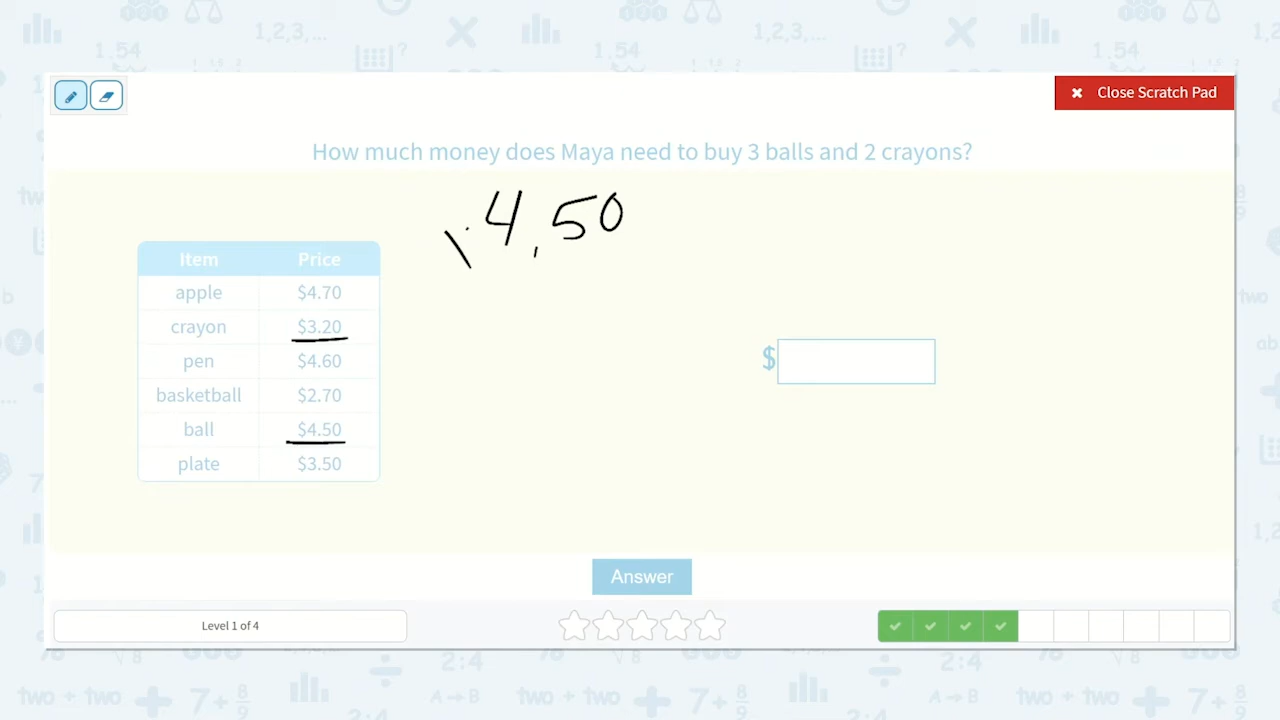 ✖ Close Scratch Pad
How much money does Maya need to buy 3 balls and 2 crayons?
4.50
Item Price
apple $4.70
crayon $3.20
pen $4.60
basketball $2.70
ball $4.50
plate $3.50
$
Answer
Level 1 of 4